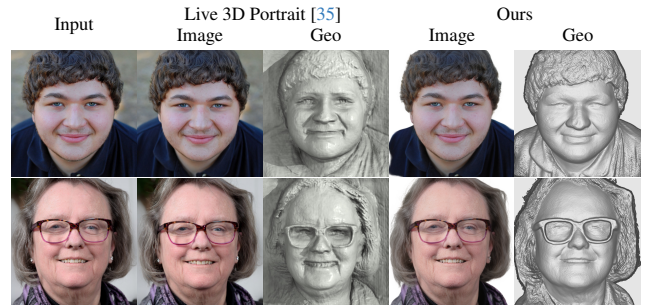 Input
Live 3D Portrait [35]
Ours
Image
Geo
Image
Geo